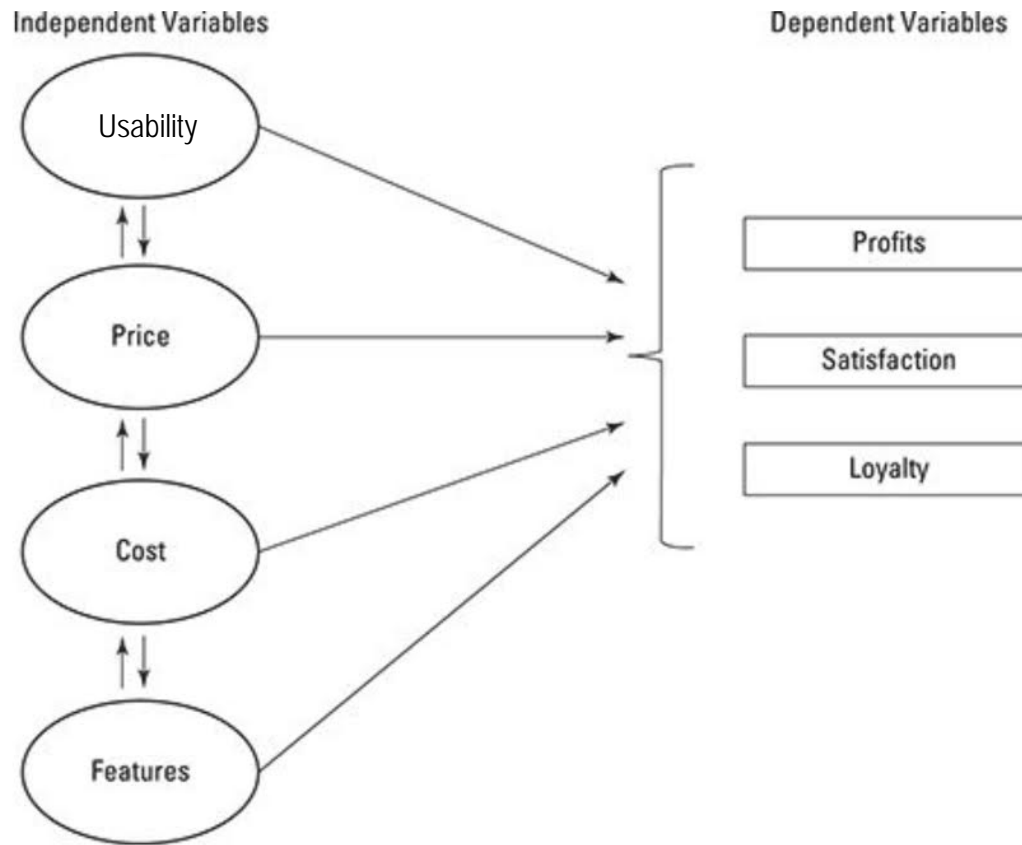 Independent Variables
Dependent Variables
Usability
Price
Cost
Features
Profits
Satisfaction
Loyalty